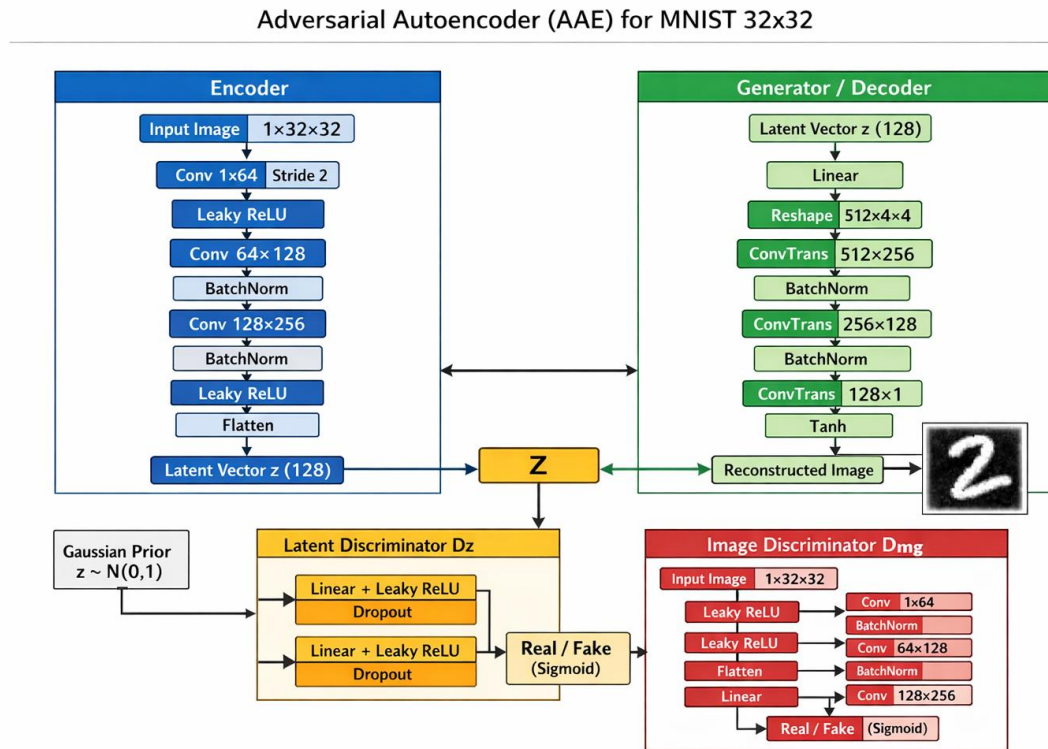 Adversarial Autoencoder (AAE) for MNIST 32x32
Encoder
Input Image 1×32×32
Conv 1×64 Stride 2
Leaky ReLU
Conv 64×128
BatchNorm
Conv 128×256
BatchNorm
Leaky ReLU
Flatten
Latent Vector z (128)
Generator / Decoder
Latent Vector z (128)
Linear
Reshape 512×4×4
ConvTrans 512×256
BatchNorm
ConvTrans 256×128
BatchNorm
ConvTrans 128×1
Tanh
Reconstructed Image
2
Z
Gaussian Prior
z ~ N(0,1)
Latent Discriminator Dz
Linear + Leaky ReLU
Dropout
Linear + Leaky ReLU
Dropout
Real / Fake
(Sigmoid)
Image Discriminator Dmg
Input Image 1×32×32
Leaky ReLU
Conv 1×64
BatchNorm
Leaky ReLU
Conv 64×128
Flatten
BatchNorm
Linear
Conv 128×256
Real / Fake (Sigmoid)